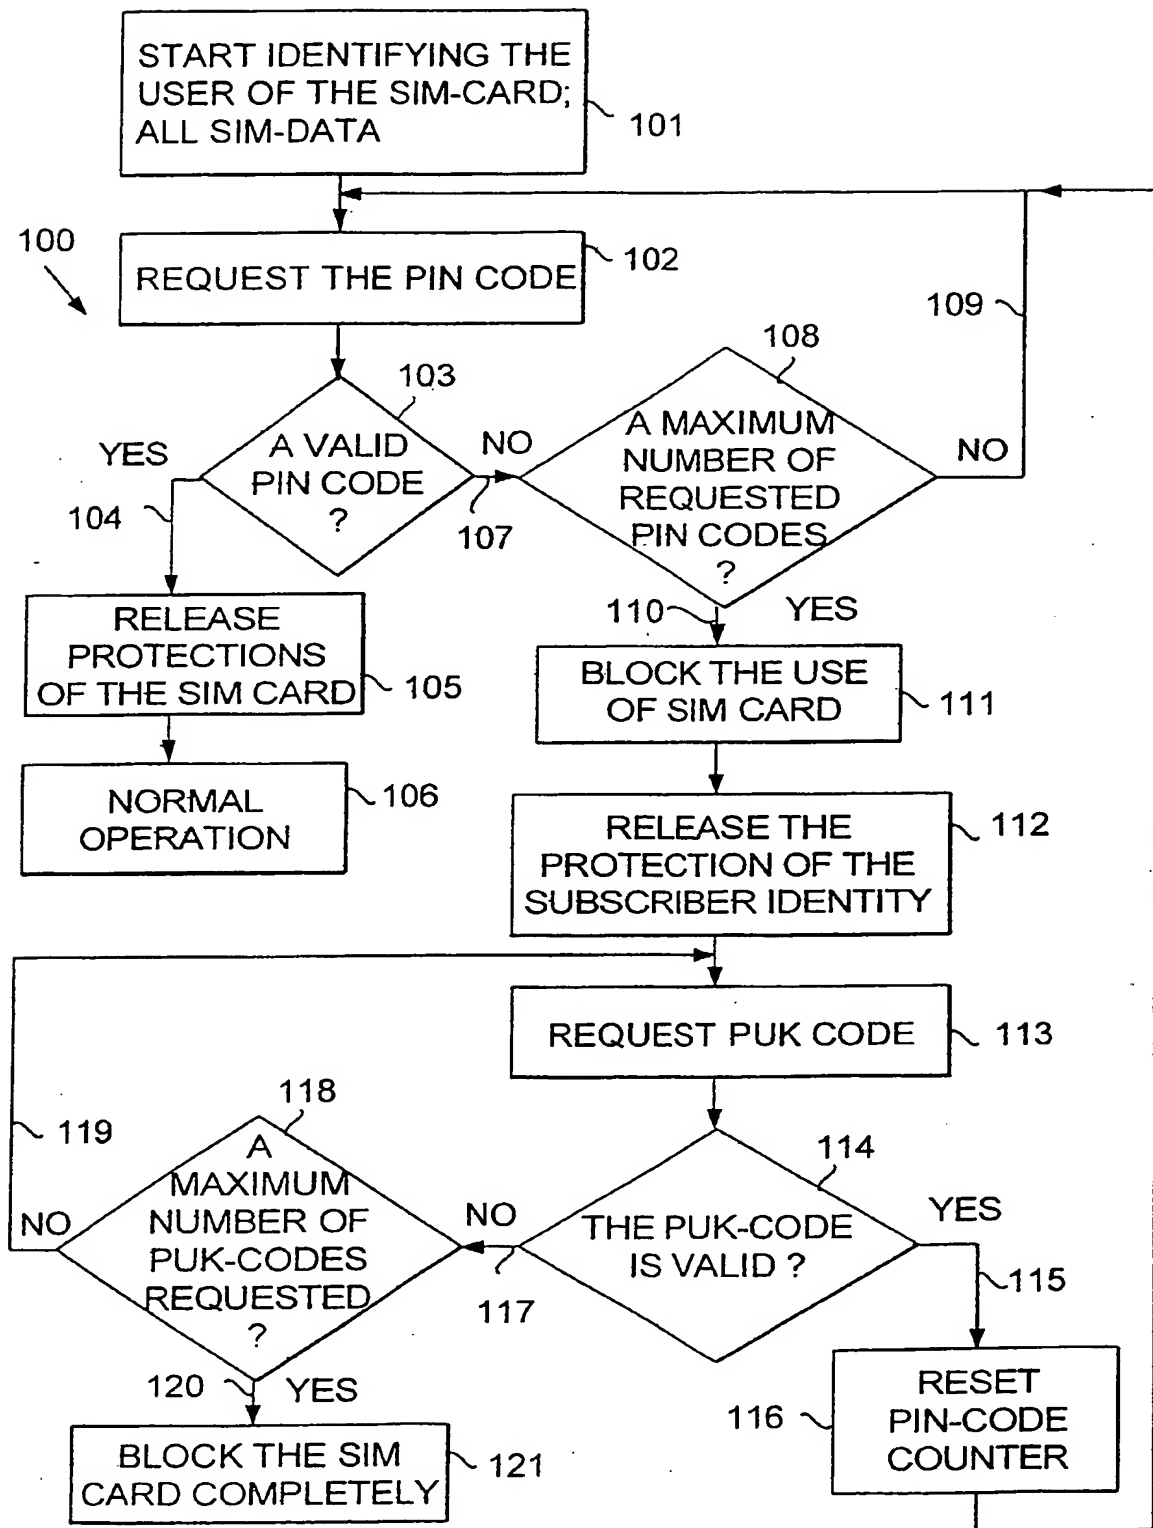 START IDENTIFYING THE
USER OF THE SIM-CARD;
ALL SIM-DATA
101
100
REQUEST THE PIN CODE
102
109
103
108
YES
A VALID
PIN CODE
?
NO
A MAXIMUM
NUMBER OF
REQUESTED
PIN CODES
?
NO
104
107
110
YES
RELEASE
PROTECTIONS
OF THE SIM CARD
105
BLOCK THE USE
OF SIM CARD
111
NORMAL
OPERATION
106
RELEASE THE
PROTECTION OF THE
SUBSCRIBER IDENTITY
112
REQUEST PUK CODE
113
118
119
114
A
MAXIMUM
NUMBER OF
PUK-CODES
REQUESTED
?
NO
NO
THE PUK-CODE
IS VALID ?
YES
117
115
120
YES
RESET
PIN-CODE
COUNTER
116
BLOCK THE SIM
CARD COMPLETELY
121